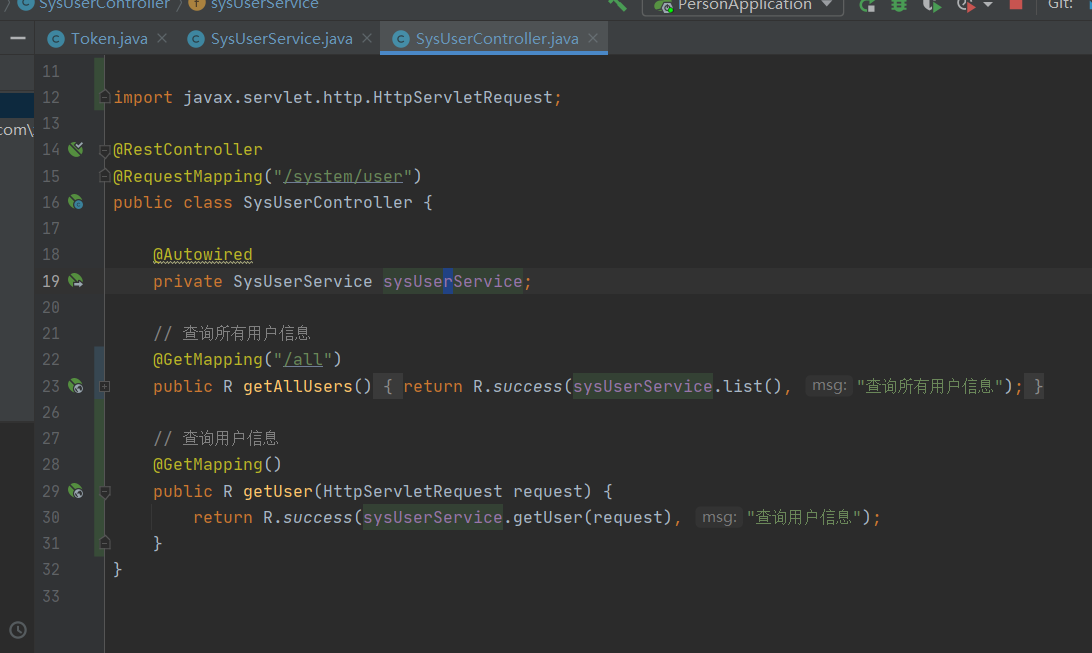 SysUserController
sysUserService
PersonApplication
Git:
Token.java
SysUserService.java
SysUserController.java
11
com\
12 import javax.servlet.http.HttpServletRequest;
13
14 @RestController
15 @RequestMapping("/system/user")
16 public class SysUserController {
17
18 @Autowired
19 private SysUserService sysUserService;
20
21 // 查询所有用户信息
22 @GetMapping("/all")
23 public R getAllUsers() { return R.success(sysUserService.list(), msg: "查询所有用户信息"); }
26
27 // 查询用户信息
28 @GetMapping()
29 public R getUser(HttpServletRequest request) {
30 return R.success(sysUserService.getUser(request), msg: "查询用户信息");
31 }
32 }
33